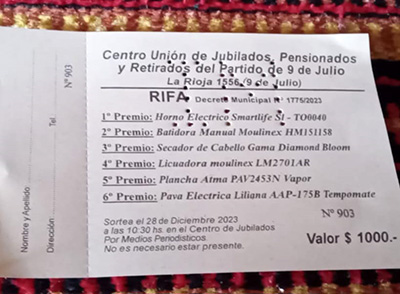 Centro Unión de Jubilados, Pensionados
y Retirados del Partido de 9 de Julio
La Rioja 1556 (9 de Julio)
RIFA Decreto Municipal N° 1775/2023
1º Premio: Horno Electrico Smartlife Sl - TO0040
2º Premio: Batidora Manual Moulinex HM151158
3º Premio: Secador de Cabello Gama Diamond Bloom
4º Premio: Licuadora moulinex LM2701AR
5º Premio: Plancha Atma PAV2453N Vapor
6º Premio: Pava Electrica Liliana AAP-175B Tempomate
Sortea el 28 de Diciembre 2023
a las 10:30 hs. en el Centro de Jubilados
Por Medios Periodisticos
No es necesario estar presente.
Nº 903
Valor $ 1000.-
Nº 903
Nombre y Apellido
Tel:
Dirección